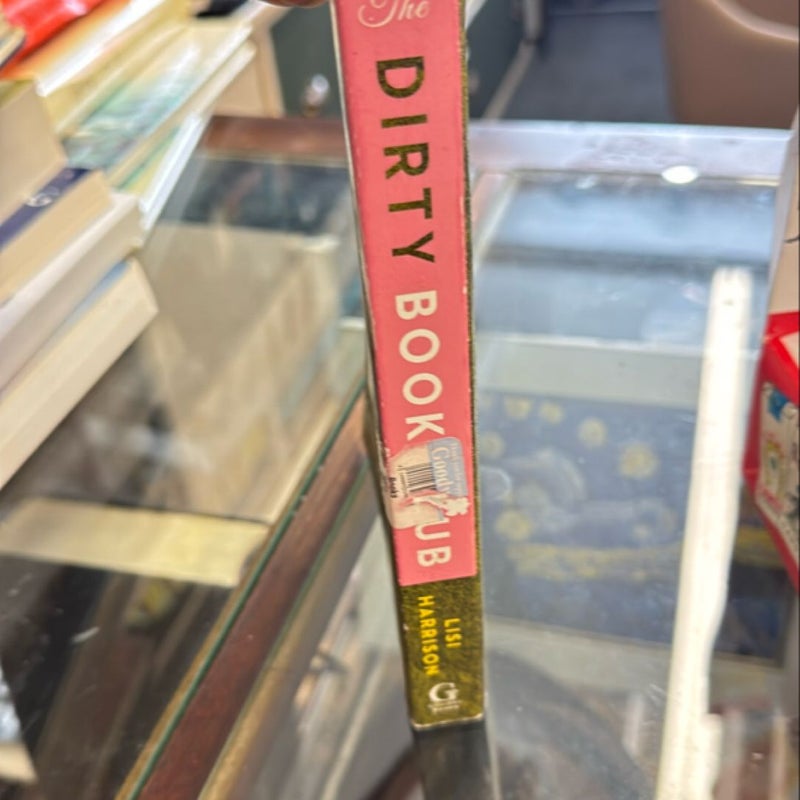 The
DIRTY
BOOK
UB
LISI
HARRISON
G